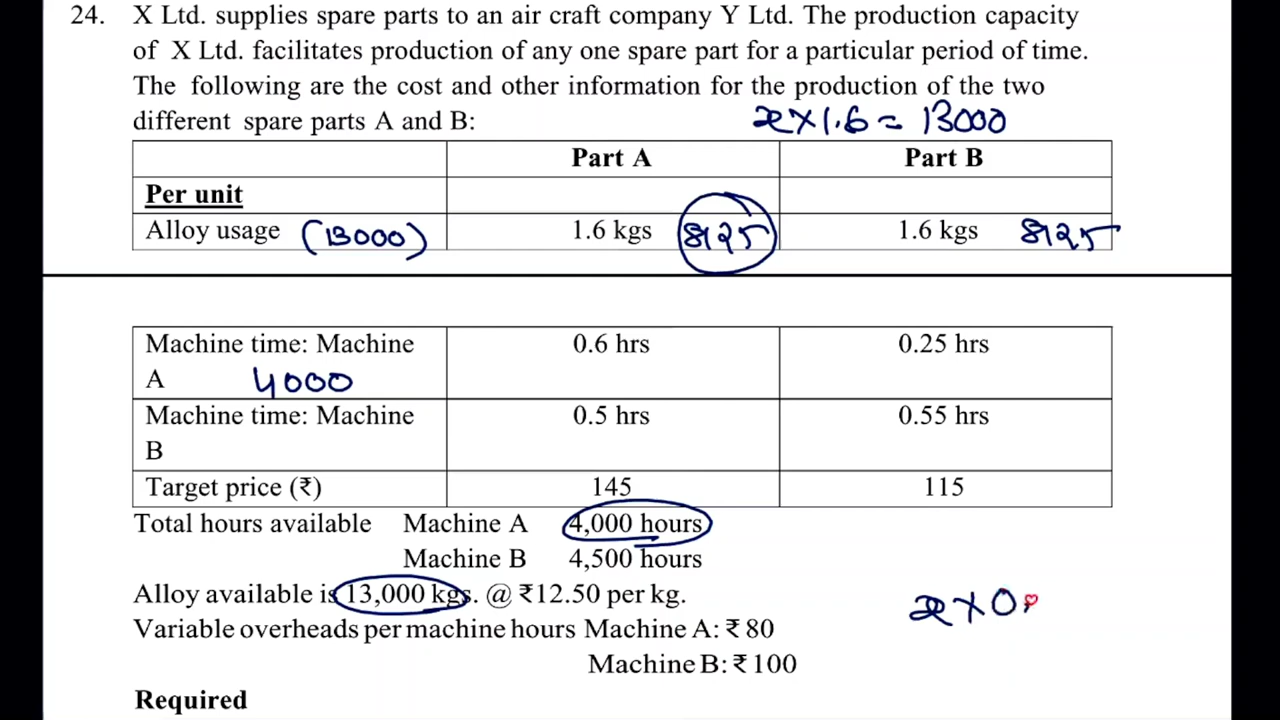 24. X Ltd. supplies spare parts to an air craft company Y Ltd. The production capacity
of X Ltd. facilitates production of any one spare part for a particular period of time.
The following are the cost and other information for the production of the two
different spare parts A and B:
x×1.6 = 13000
Part A Part B
Per unit
Alloy usage (13000) 1.6 kgs 8125 1.6 kgs 8125
Machine time: Machine 0.6 hrs 0.25 hrs
A 4000
Machine time: Machine 0.5 hrs 0.55 hrs
B
Target price (₹) 145 115
Total hours available Machine A 4,000 hours
Machine B 4,500 hours
Alloy available is 13,000 kgs. @ ₹12.50 per kg.
x×0.
Variable overheads per machine hours Machine A: ₹ 80
Machine B: ₹ 100
Required